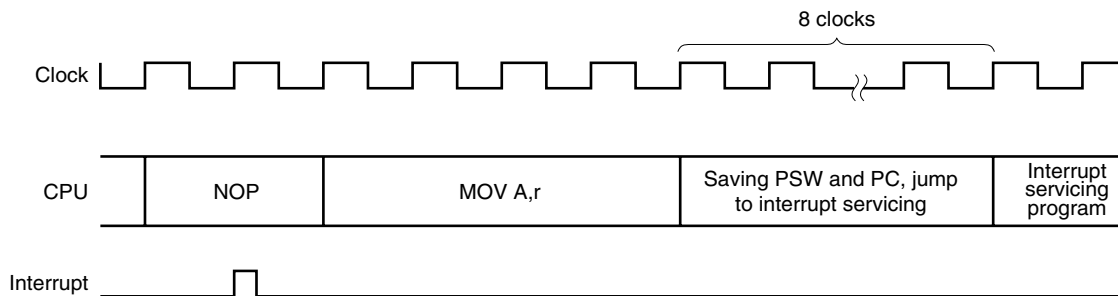 8 clocks
Clock
CPU
NOP
MOV A,r
Saving PSW and PC, jump
to interrupt servicing
Interrupt
servicing
program
Interrupt